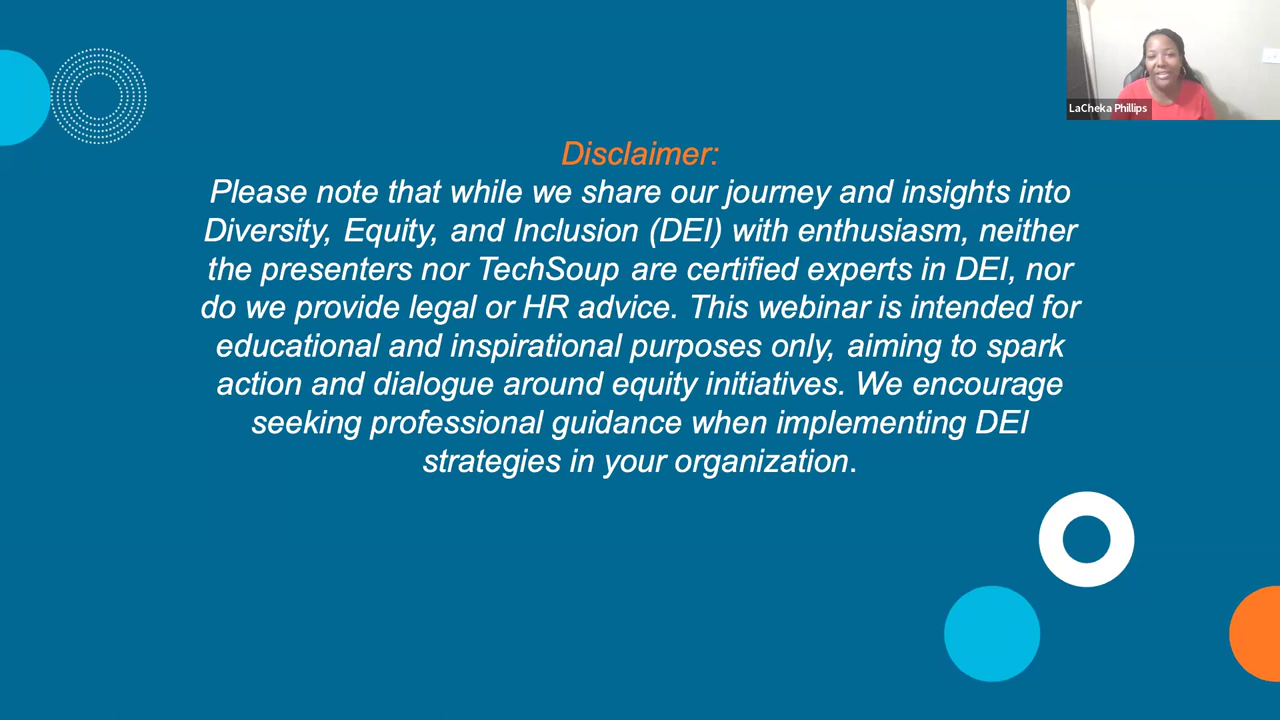 LaCheka Phillips
Disclaimer:
Please note that while we share our journey and insights into
Diversity, Equity, and Inclusion (DEI) with enthusiasm, neither
the presenters nor TechSoup are certified experts in DEI, nor
do we provide legal or HR advice. This webinar is intended for
educational and inspirational purposes only, aiming to spark
action and dialogue around equity initiatives. We encourage
seeking professional guidance when implementing DEI
strategies in your organization.